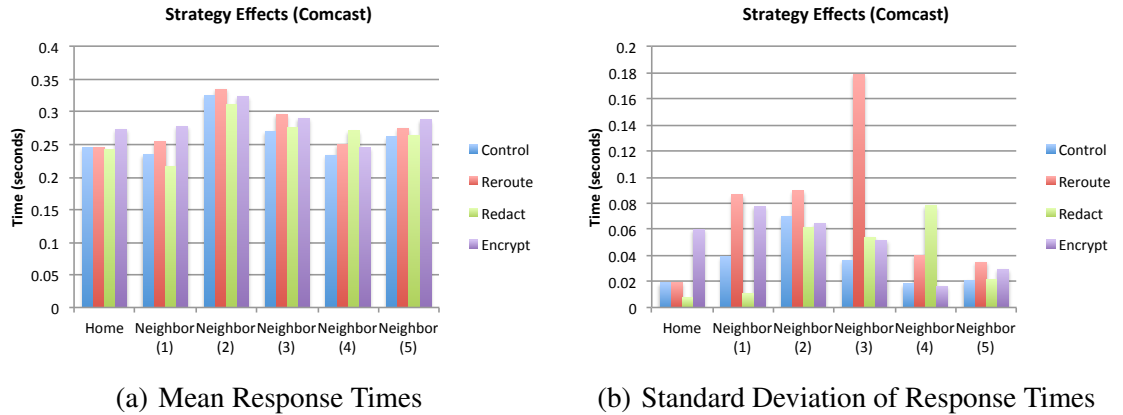 Strategy Effects (Comcast)
Time (seconds)
0.4
0.35
0.3
0.25
0.2
0.15
0.1
0.05
0
Home
Neighbor (1)
Neighbor (2)
Neighbor (3)
Neighbor (4)
Neighbor (5)
Control
Reroute
Redact
Encrypt
(a) Mean Response Times
Strategy Effects (Comcast)
Time (seconds)
0.2
0.18
0.16
0.14
0.12
0.1
0.08
0.06
0.04
0.02
0
Home
Neighbor (1)
Neighbor (2)
Neighbor (3)
Neighbor (4)
Neighbor (5)
Control
Reroute
Redact
Encrypt
(b) Standard Deviation of Response Times